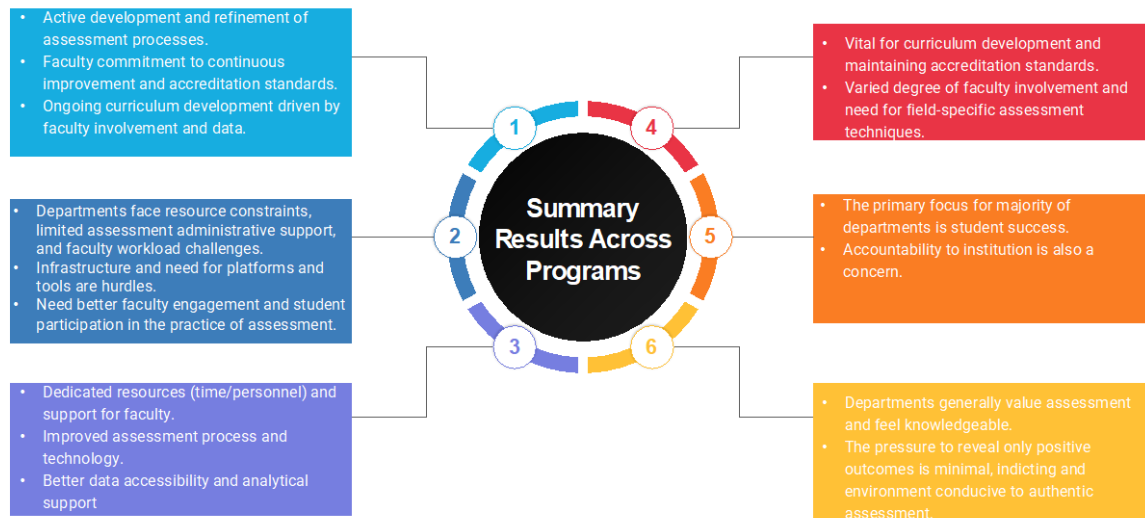 • Active development and refinement of
assessment processes.
• Faculty commitment to continuous
improvement and accreditation standards.
• Ongoing curriculum development driven by
faculty involvement and data.
1
• Departments face resource constraints,
limited assessment administrative support,
and faculty workload challenges.
• Infrastructure and need for platforms and
tools are hurdles.
• Need better faculty engagement and student
participation in the practice of assessment.
2
• Dedicated resources (time/personnel) and
support for faculty.
• Improved assessment process and
technology.
• Better data accessibility and analytical
support
3
Summary
Results Across
Programs
4
• Vital for curriculum development and
maintaining accreditation standards.
• Varied degree of faculty involvement and
need for field-specific assessment
techniques.
5
• The primary focus for majority of
departments is student success.
• Accountability to institution is also a
concern.
6
• Departments generally value assessment
and feel knowledgeable.
• The pressure to reveal only positive
outcomes is minimal, indicting and
environment conducive to authentic
assessment.